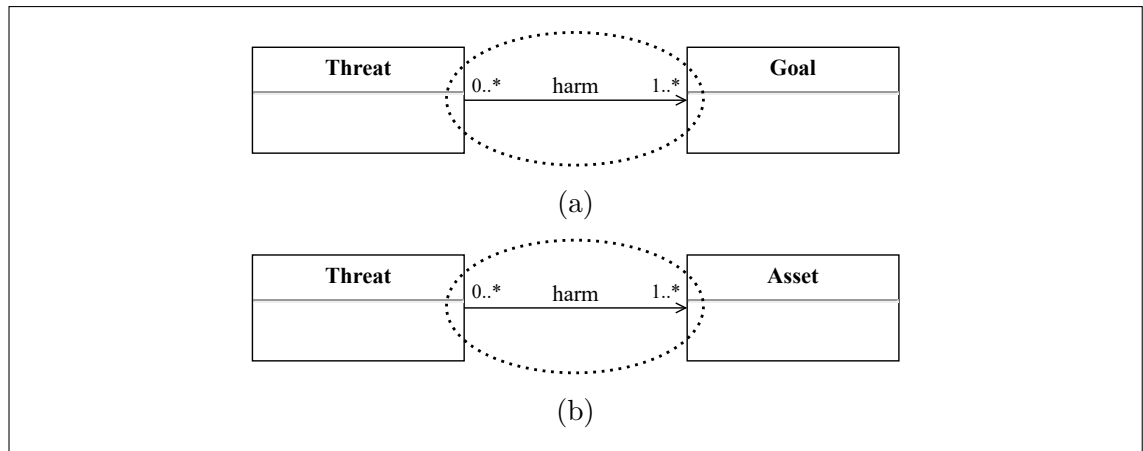 Threat Goal
0..* harm 1..*
(a)
Threat Asset
0..* harm 1..*
(b)